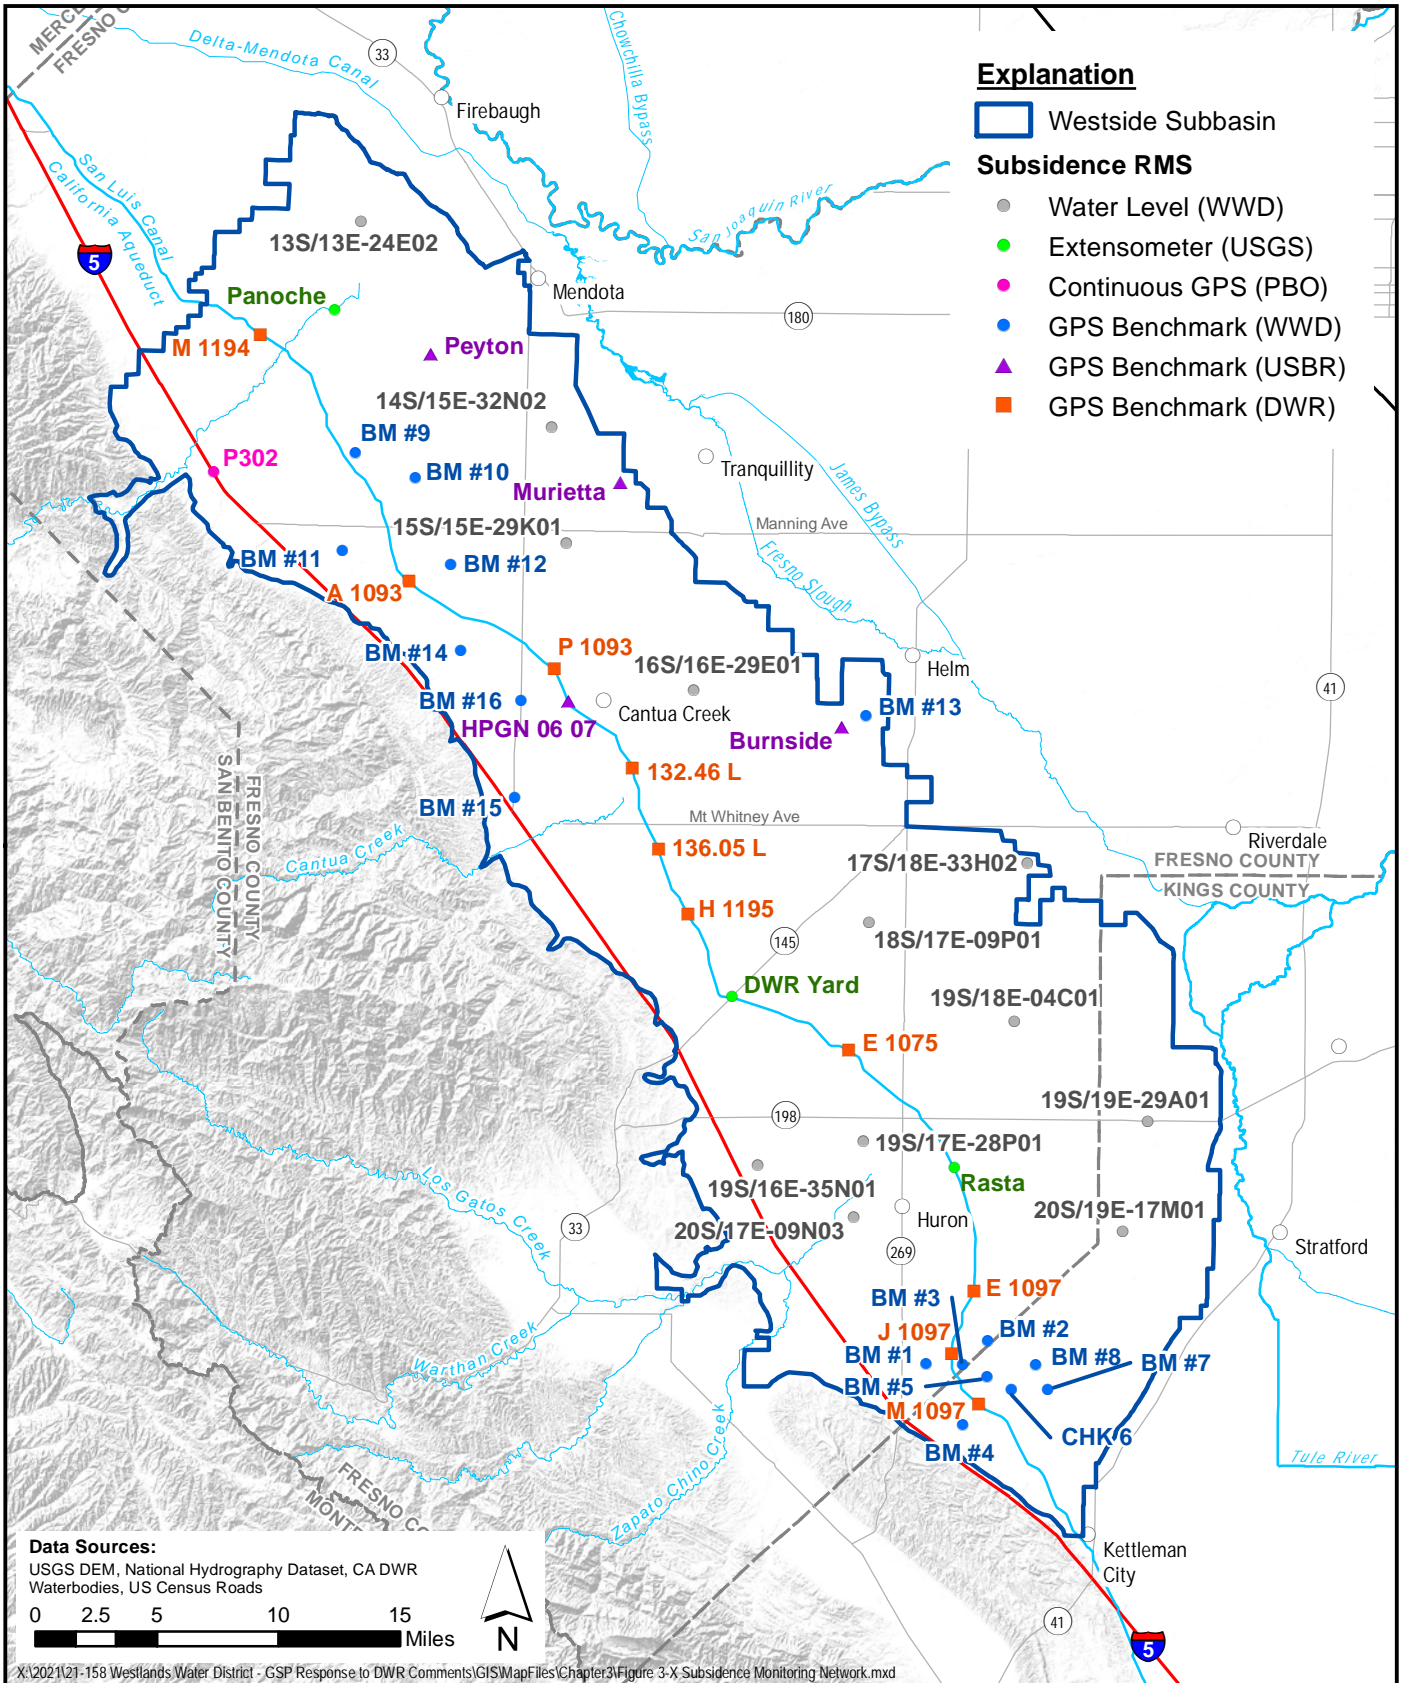 MERCE
FRESNO C
Delta-Mendota Canal
33
Chowchilla Bypass
Firebaugh
Explanation
Westside Subbasin
Subsidence RMS
Water Level (WWD)
Extensometer (USGS)
Continuous GPS (PBO)
GPS Benchmark (WWD)
GPS Benchmark (USBR)
GPS Benchmark (DWR)
San Luis Canal
California Aqueduct
5
San Joaquin River
13S/13E-24E02
Mendota
Panoche
180
M 1194
Peyton
14S/15E-32N02
BM #9
P302
BM #10
Tranquillity
Murietta
James Bypass
15S/15E-29K01
Manning Ave
BM #11
BM #12
Fresno Slough
A 1093
P 1093
BM #14
16S/16E-29E01
Helm
41
BM #16
Cantua Creek
BM #13
HPGN 06 07
Burnside
132.46 L
FRESNO COUNTY
SAN BENITO COUNTY
BM #15
Mt Whitney Ave
Cantua Creek
136.05 L
Riverdale
17S/18E-33H02
FRESNO COUNTY
KINGS COUNTY
H 1195
18S/17E-09P01
145
DWR Yard
19S/18E-04C01
E 1075
19S/19E-29A01
198
19S/17E-28P01
Los Gatos Creek
19S/16E-35N01
Rasta
20S/19E-17M01
Huron
20S/17E-09N03
33
Stratford
269
E 1097
BM #3
J 1097
BM #2
Warthan Creek
BM #1
BM #8
BM #7
BM #5
M 1097
CHK 6
BM #4
Zapato Chino Creek
Tule River
FRESNO CO
MONT
Kettleman
City
41
5
Data Sources:
USGS DEM, National Hydrography Dataset, CA DWR
Waterbodies, US Census Roads
0 2.5 5 10 15
Miles
N
X:\2021\21-158 Westlands Water District - GSP Response to DWR Comments\GIS\MapFiles\Chapter3\Figure 3-X Subsidence Monitoring Network.mxd